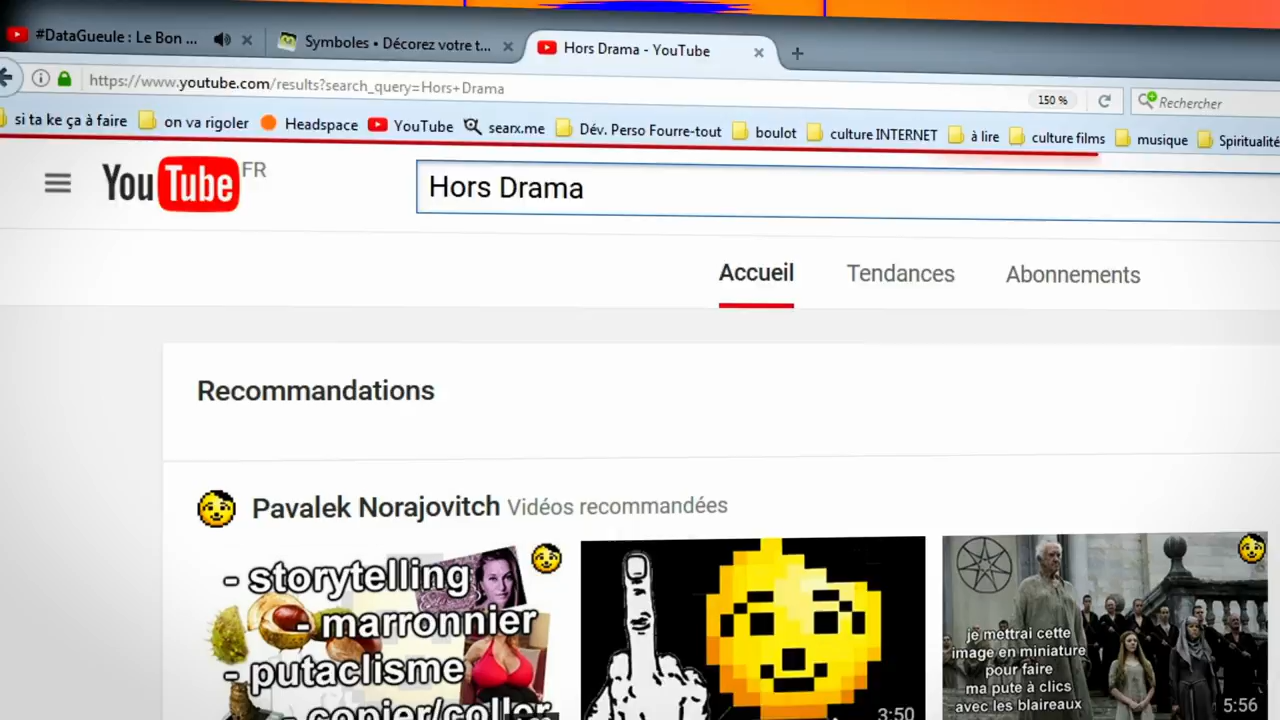 #DataGueule : Le Bon ...
Symboles • Décorez votre t...
Hors Drama - YouTube
https://www.youtube.com/results?search_query=Hors+Drama
150 %
Rechercher
si ta ke ça à faire
on va rigoler
Headspace
YouTube
searx.me
Dév. Perso Fourre-tout
boulot
culture INTERNET
à lire
culture films
musique
Spiritualité
YouTube FR
Hors Drama
Accueil
Tendances
Abonnements
Recommandations
Pavalek Norajovitch Vidéos recommandées
- storytelling
- marronnier
- putaclisme
- copier/coller
3:50
je mettrai cette
image en miniature
pour faire
ma pute à clics
avec les blaireaux
5:56